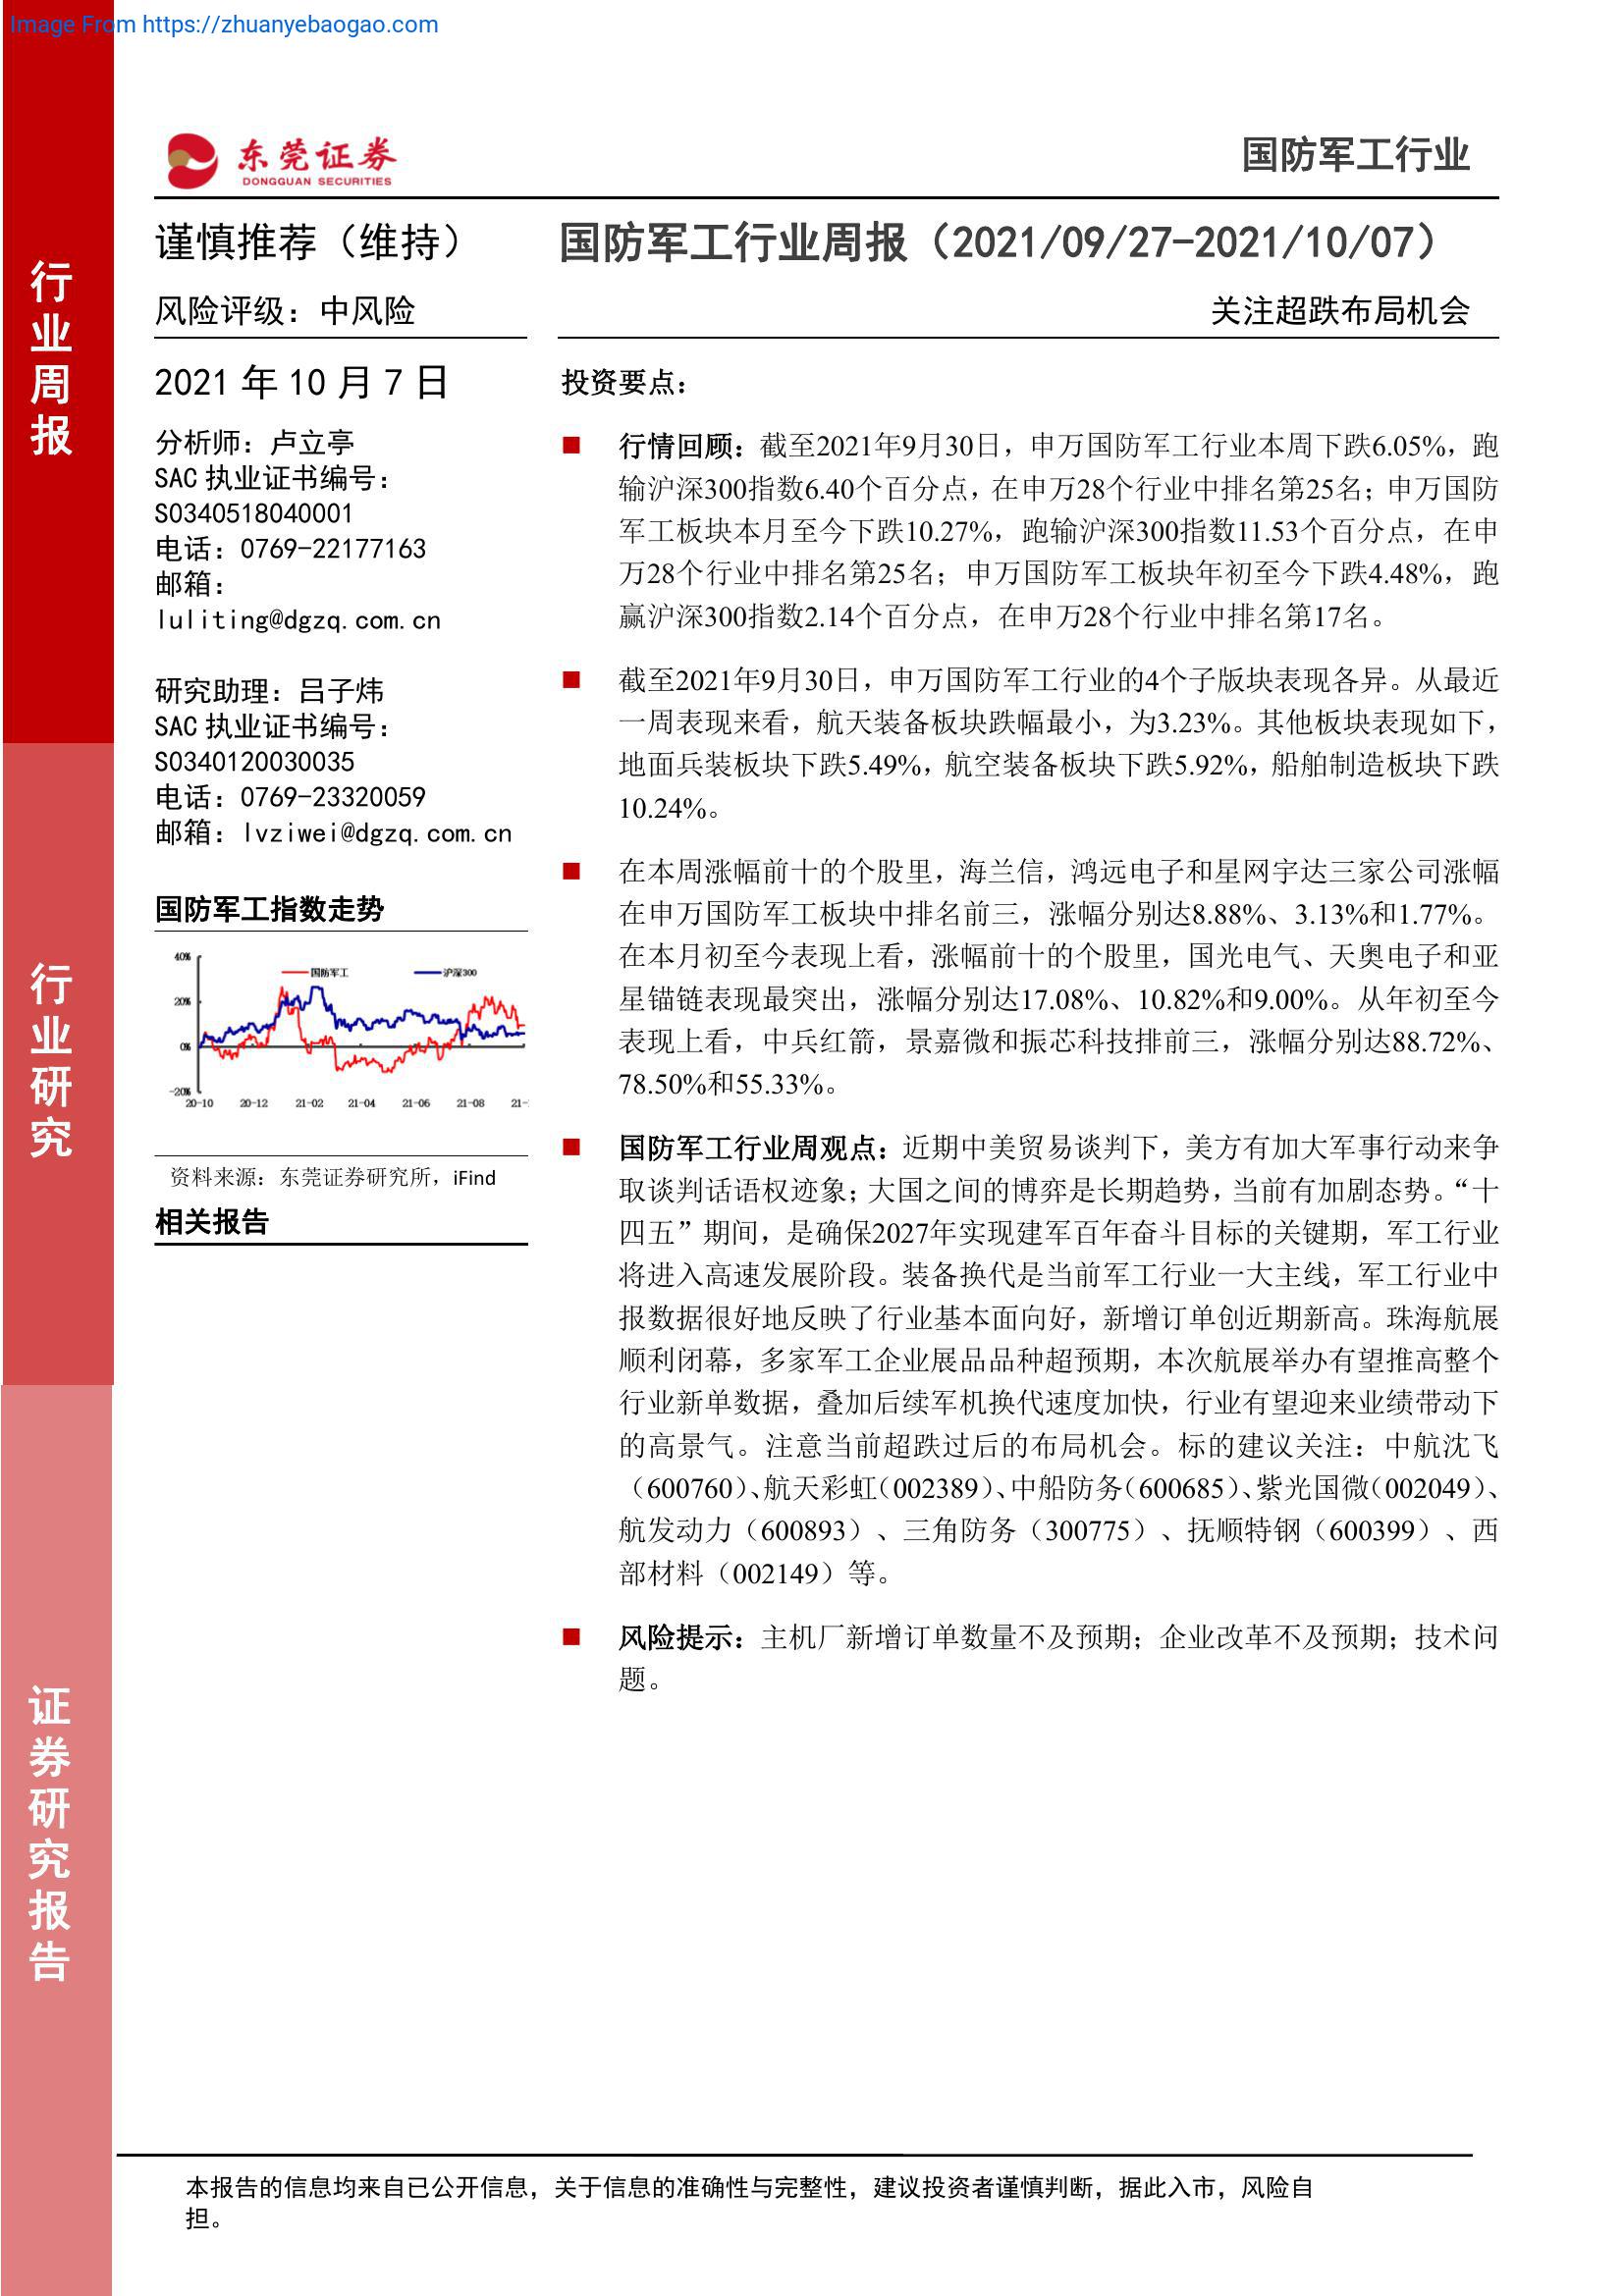 Image From https://zhuanyebaogao.com
东莞证券
DONGGUAN SECURITIES
国防军工行业
行业周报
行业研究
证券研究报告
谨慎推荐（维持）
风险评级：中风险
2021 年 10 月 7 日
分析师：卢立亭
SAC 执业证书编号：
S0340518040001
电话：0769-22177163
邮箱：
luliting@dgzq.com.cn
研究助理：吕子炜
SAC 执业证书编号：
S0340120030035
电话：0769-23320059
邮箱：lvziwei@dgzq.com.cn
国防军工指数走势
国防军工 沪深300
40%
20%
0%
-20%
20-10 20-12 21-02 21-04 21-06 21-08 21-
资料来源：东莞证券研究所，iFind
相关报告
国防军工行业周报（2021/09/27-2021/10/07）
关注超跌布局机会
投资要点：
■ 行情回顾：截至2021年9月30日，申万国防军工行业本周下跌6.05%，跑
输沪深300指数6.40个百分点，在申万28个行业中排名第25名；申万国防
军工板块本月至今下跌10.27%，跑输沪深300指数11.53个百分点，在申
万28个行业中排名第25名；申万国防军工板块年初至今下跌4.48%，跑
赢沪深300指数2.14个百分点，在申万28个行业中排名第17名。
■ 截至2021年9月30日，申万国防军工行业的4个子版块表现各异。从最近
一周表现来看，航天装备板块跌幅最小，为3.23%。其他板块表现如下，
地面兵装板块下跌5.49%，航空装备板块下跌5.92%，船舶制造板块下跌
10.24%。
■ 在本周涨幅前十的个股里，海兰信，鸿远电子和星网宇达三家公司涨幅
在申万国防军工板块中排名前三，涨幅分别达8.88%、3.13%和1.77%。
在本月初至今表现上看，涨幅前十的个股里，国光电气、天奥电子和亚
星锚链表现最突出，涨幅分别达17.08%、10.82%和9.00%。从年初至今
表现上看，中兵红箭，景嘉微和振芯科技排前三，涨幅分别达88.72%、
78.50%和55.33%。
■ 国防军工行业周观点：近期中美贸易谈判下，美方有加大军事行动来争
取谈判话语权迹象；大国之间的博弈是长期趋势，当前有加剧态势。“十
四五”期间，是确保2027年实现建军百年奋斗目标的关键期，军工行业
将进入高速发展阶段。装备换代是当前军工行业一大主线，军工行业中
报数据很好地反映了行业基本面向好，新增订单创近期新高。珠海航展
顺利闭幕，多家军工企业展品品种超预期，本次航展举办有望推高整个
行业新单数据，叠加后续军机换代速度加快，行业有望迎来业绩带动下
的高景气。注意当前超跌过后的布局机会。标的建议关注：中航沈飞
（600760）、航天彩虹（002389）、中船防务（600685）、紫光国微（002049）、
航发动力（600893）、三角防务（300775）、抚顺特钢（600399）、西
部材料（002149）等。
■ 风险提示：主机厂新增订单数量不及预期；企业改革不及预期；技术问
题。
本报告的信息均来自已公开信息，关于信息的准确性与完整性，建议投资者谨慎判断，据此入市，风险自
担。